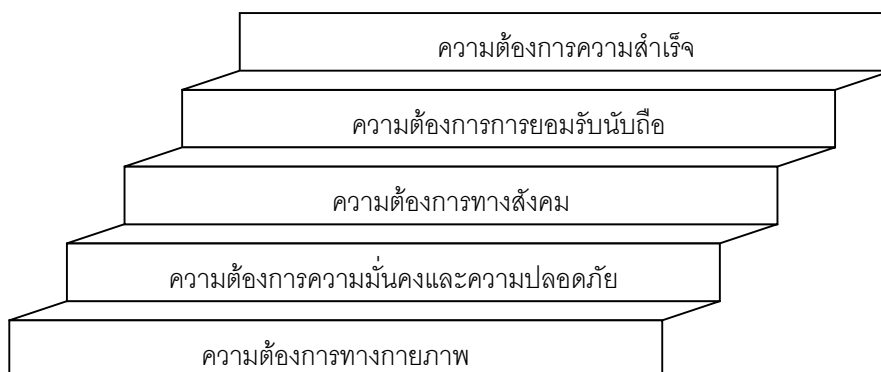 ความต้องการความสำเร็จ
ความต้องการการยอมรับนับถือ
ความต้องการทางสังคม
ความต้องการความมั่นคงและความปลอดภัย
ความต้องการทางกายภาพ